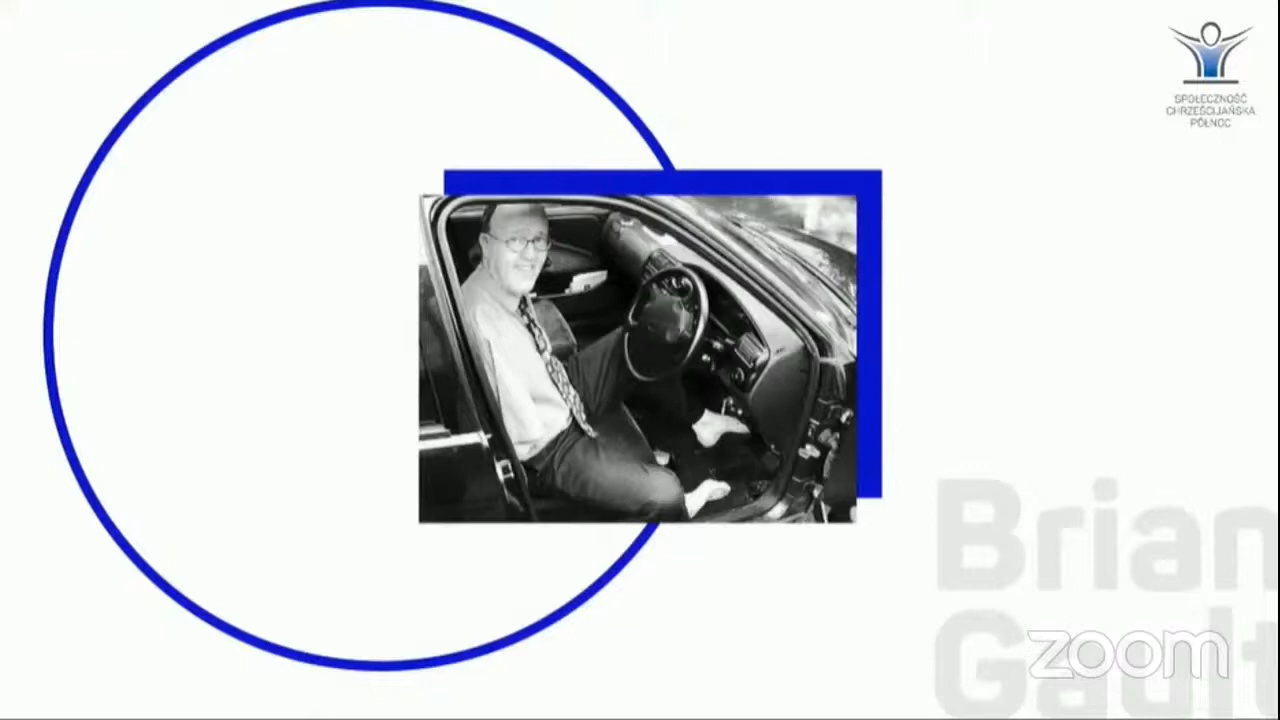 SPOŁECZNOŚĆ
CHRZEŚCIJAŃSKA
PÓŁNOC
Brian
Gault
zoom